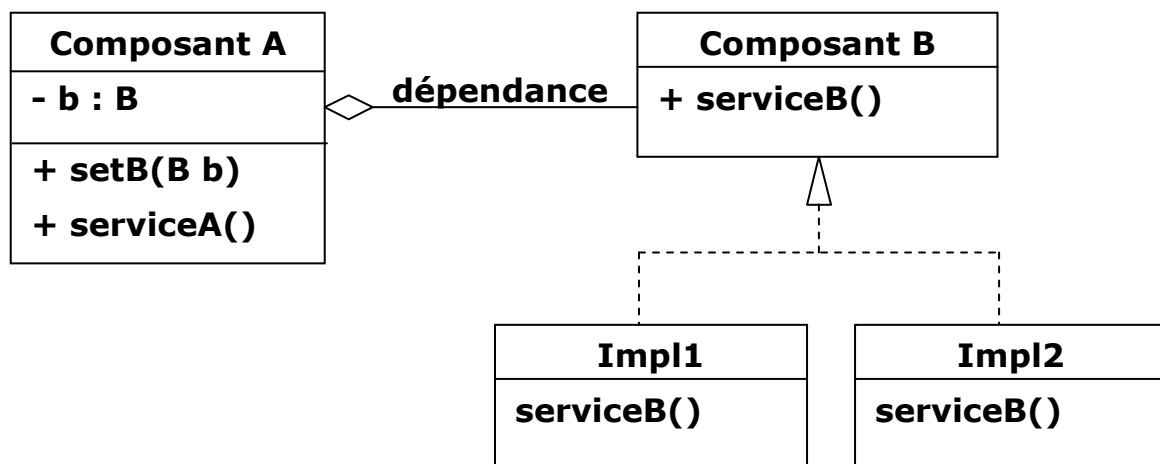 Composant A
- b : B
+ setB(B b)
+ serviceA()
dépendance
Composant B
+ serviceB()
Impl1
serviceB()
Impl2
serviceB()